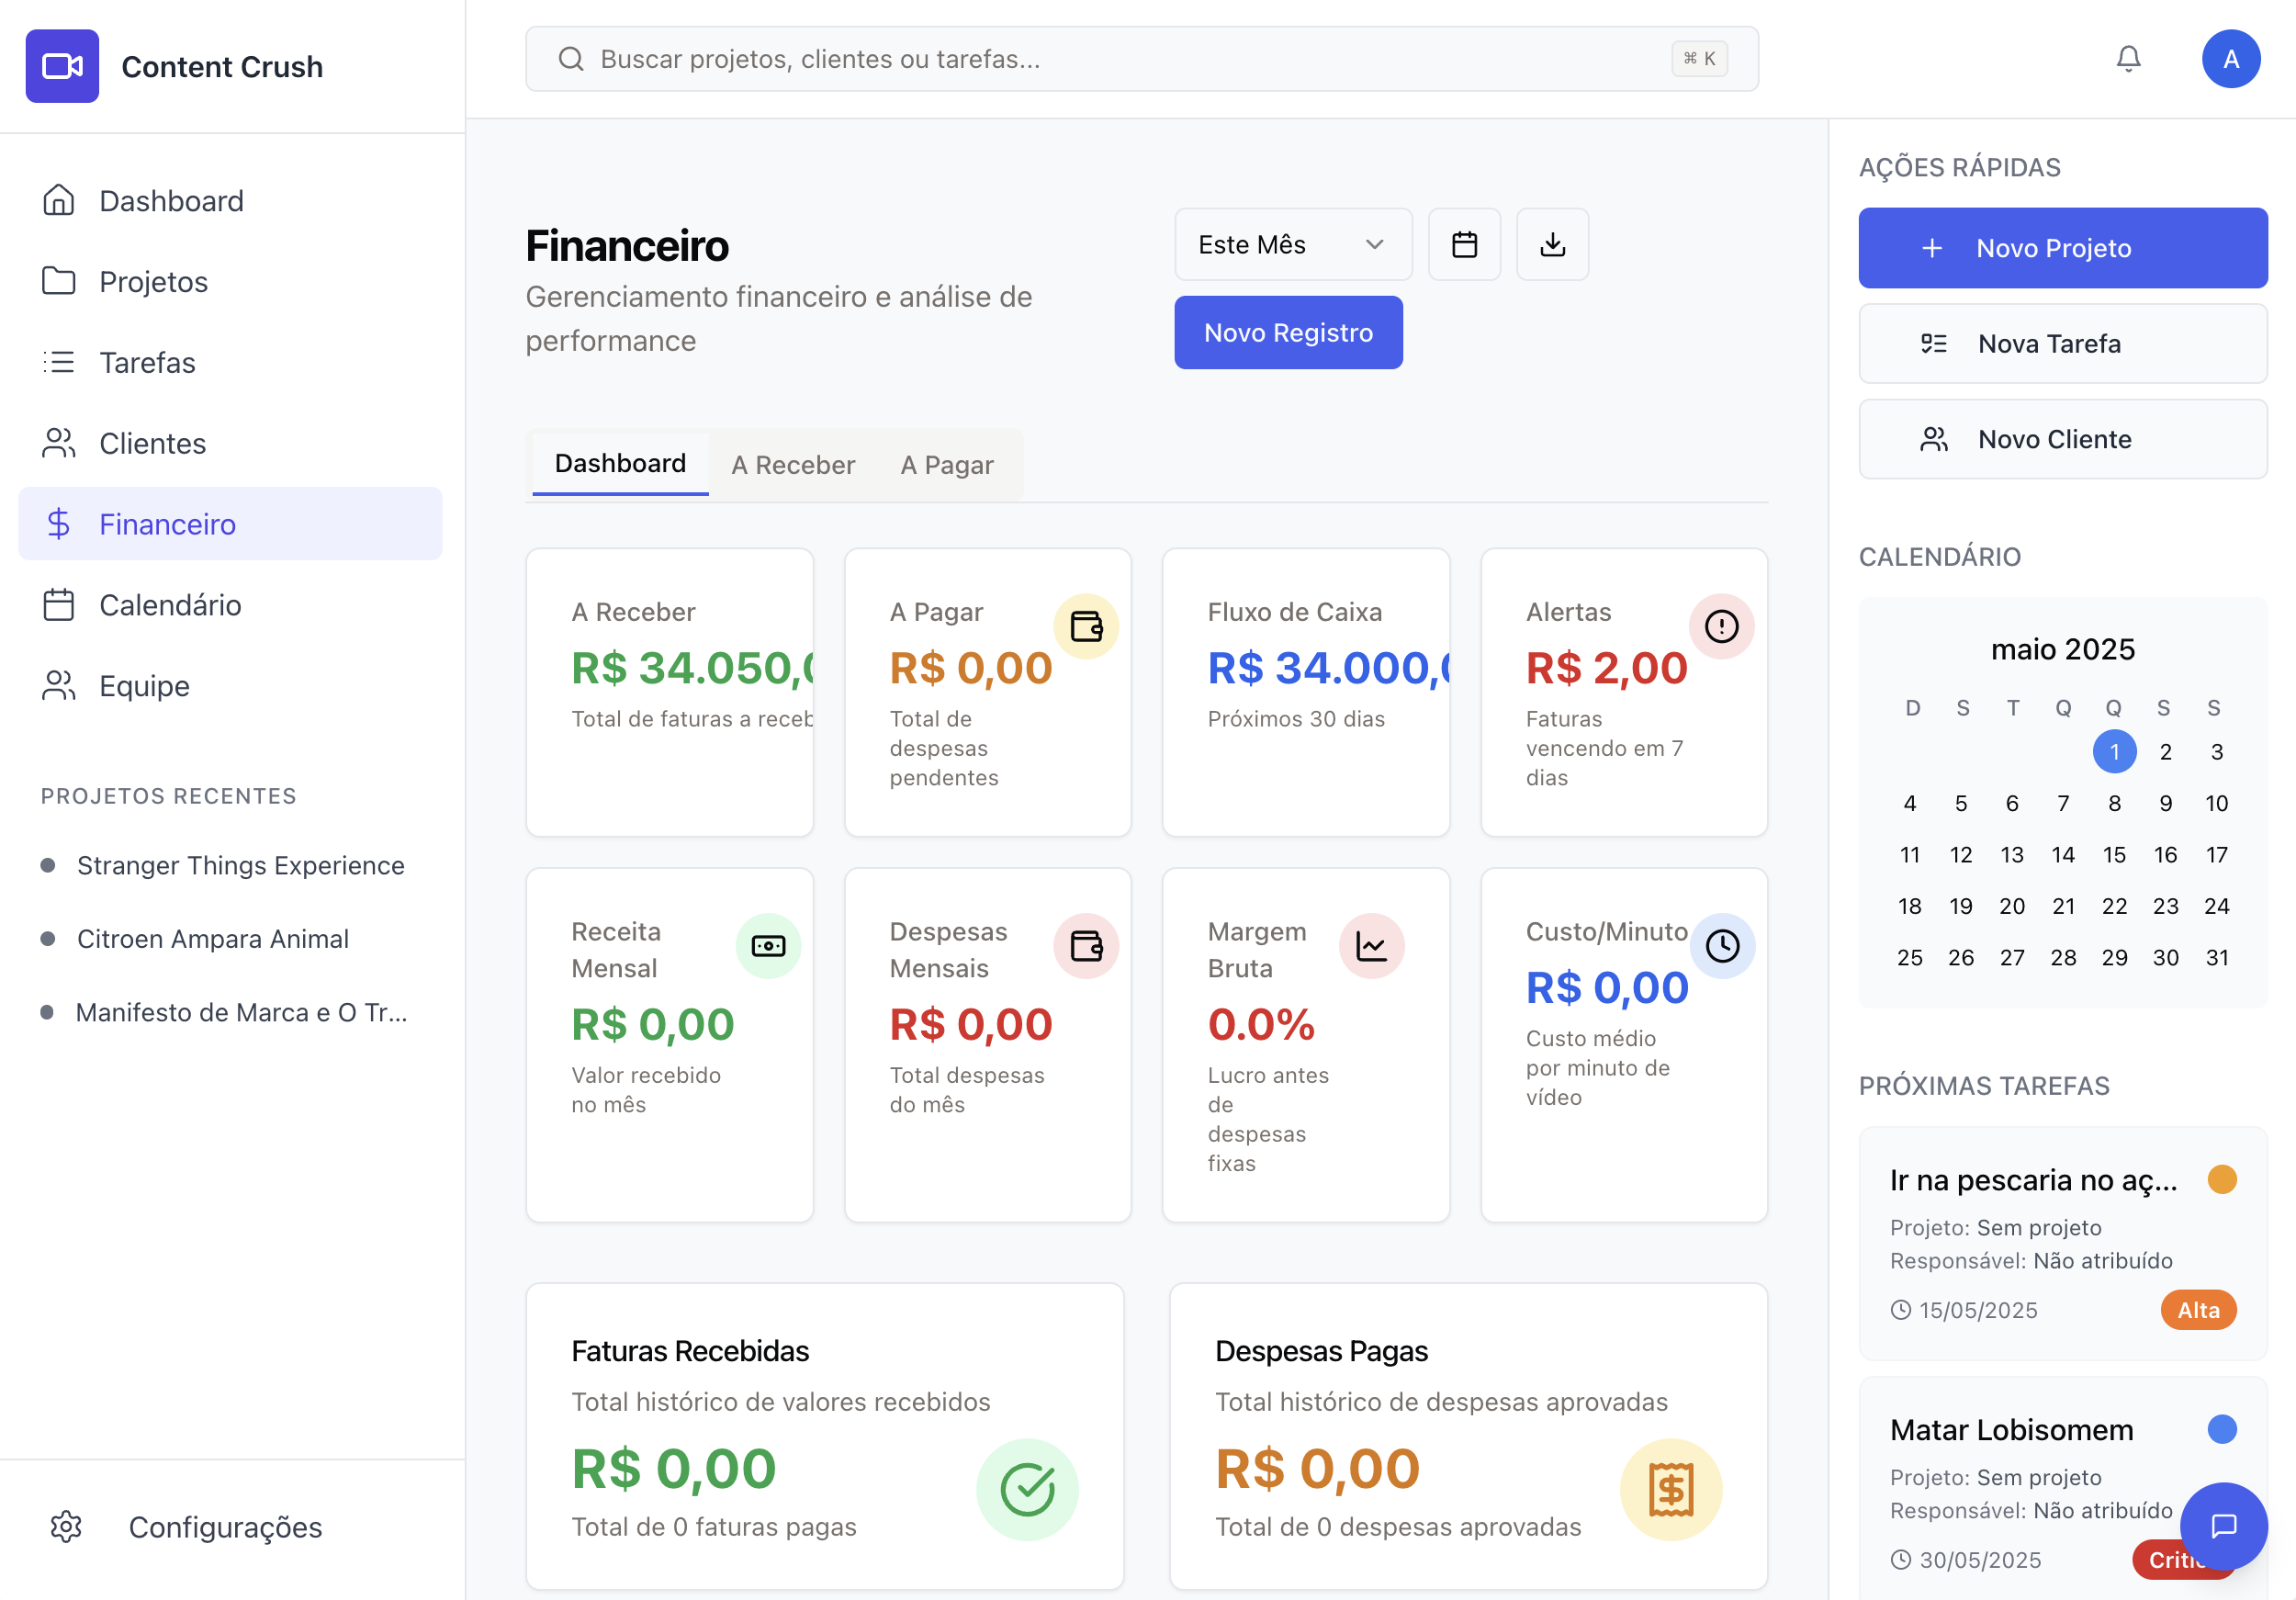 Content Crush
Buscar projetos, clientes ou tarefas...
⌘ K
A
Dashboard
Projetos
Tarefas
Clientes
Financeiro
Calendário
Equipe
PROJETOS RECENTES
Stranger Things Experience
Citroen Ampara Animal
Manifesto de Marca e O Tr...
Configurações
Financeiro
Gerenciamento financeiro e análise de
performance
Este Mês
Novo Registro
Dashboard
A Receber
A Pagar
A Receber
R$ 34.050,0
Total de faturas a receb
A Pagar
R$ 0,00
Total de
despesas
pendentes
Fluxo de Caixa
R$ 34.000,0
Próximos 30 dias
Alertas
R$ 2,00
Faturas
vencendo em 7
dias
Receita
Mensal
R$ 0,00
Valor recebido
no mês
Despesas
Mensais
R$ 0,00
Total despesas
do mês
Margem
Bruta
0.0%
Lucro antes
de
despesas
fixas
Custo/Minuto
R$ 0,00
Custo médio
por minuto de
vídeo
Faturas Recebidas
Total histórico de valores recebidos
R$ 0,00
Total de 0 faturas pagas
Despesas Pagas
Total histórico de despesas aprovadas
R$ 0,00
Total de 0 despesas aprovadas
AÇÕES RÁPIDAS
Novo Projeto
Nova Tarefa
Novo Cliente
CALENDÁRIO
maio 2025
D S T Q Q S S
1 2 3
4 5 6 7 8 9 10
11 12 13 14 15 16 17
18 19 20 21 22 23 24
25 26 27 28 29 30 31
PRÓXIMAS TAREFAS
Ir na pescaria no aç...
Projeto: Sem projeto
Responsável: Não atribuído
15/05/2025
Alta
Matar Lobisomem
Projeto: Sem projeto
Responsável: Não atribuído
30/05/2025